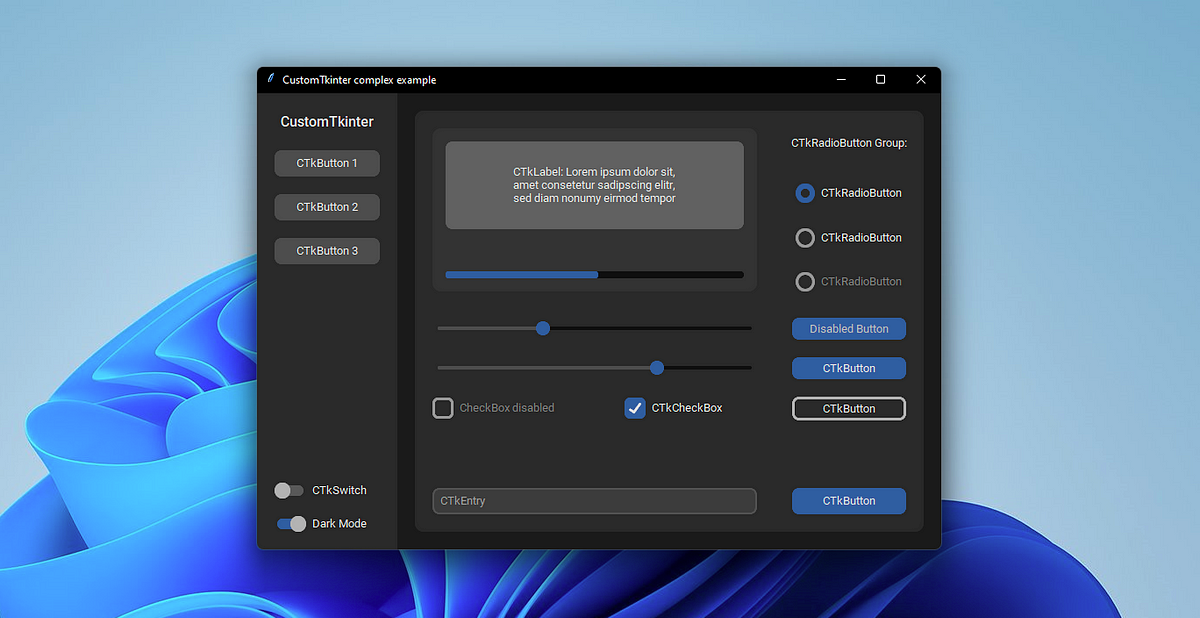 CustomTkinter complex example
CustomTkinter
CTkButton 1
CTkButton 2
CTkButton 3
CTkSwitch
Dark Mode
CTkLabel: Lorem ipsum dolor sit,
amet consetetur sadipscing elitr,
sed diam nonumy eirmod tempor
CheckBox disabled
CTkCheckBox
CTkEntry
CTkRadioButton Group:
CTkRadioButton
CTkRadioButton
CTkRadioButton
Disabled Button
CTkButton
CTkButton
CTkButton